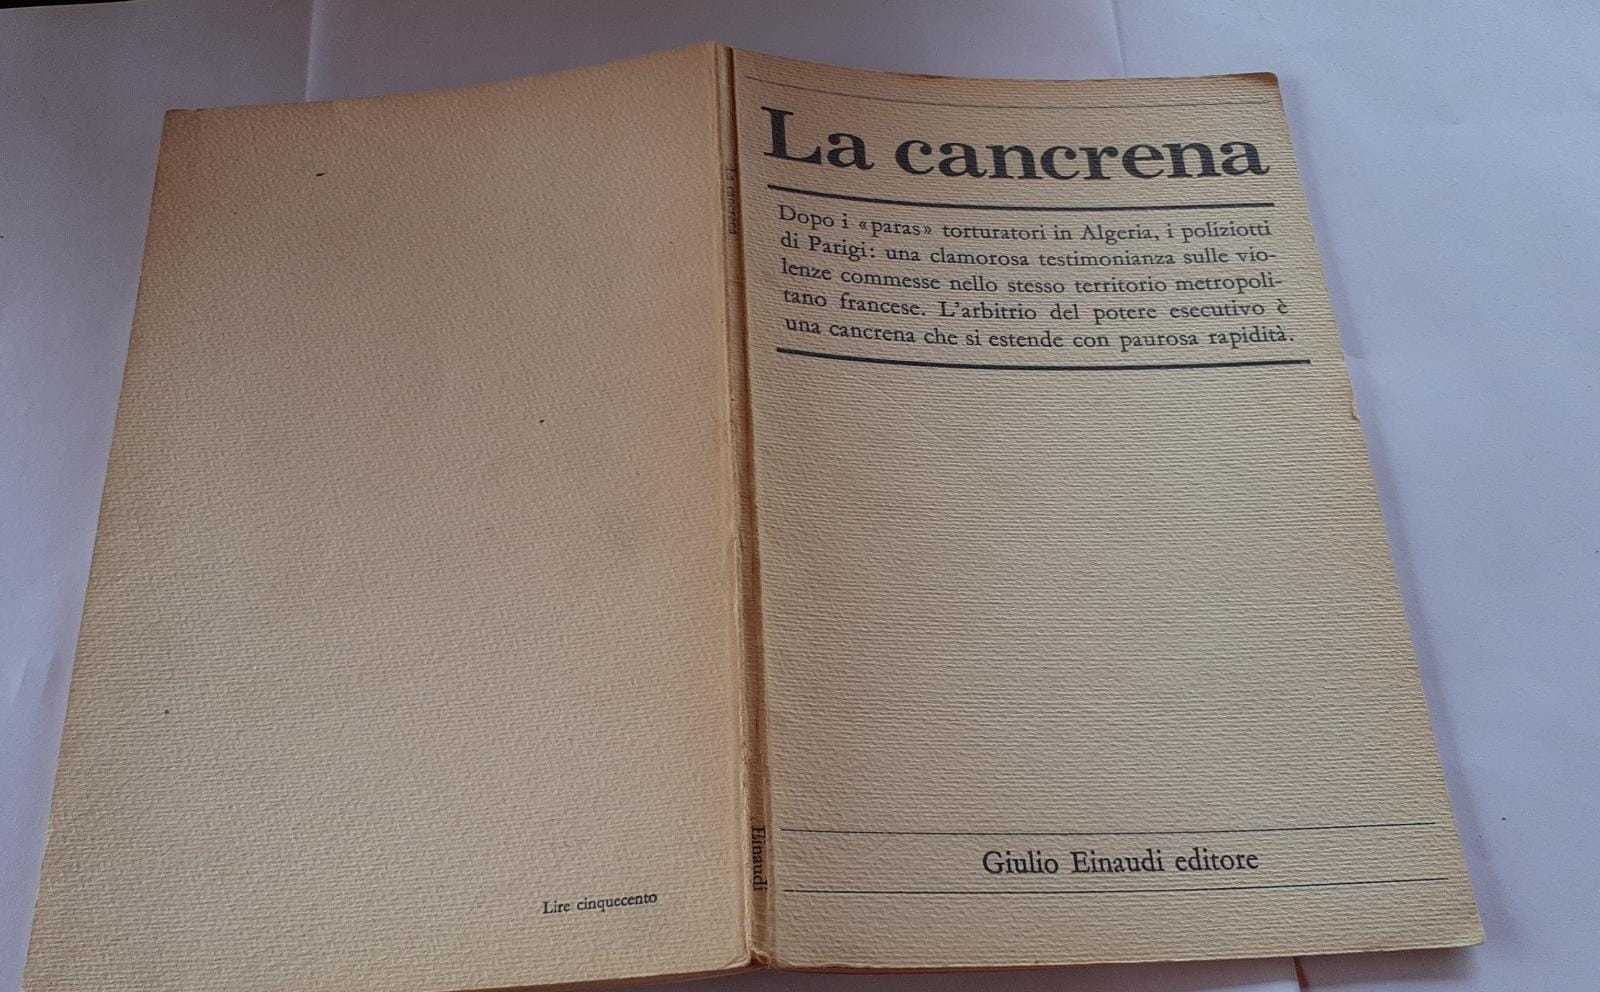 La cancrena
Dopo i «paras» torturatori in Algeria, i poliziotti
di Parigi: una clamorosa testimonianza sulle vio-
lenze commesse nello stesso territorio metropoli-
tano francese. L'arbitrio del potere esecutivo è
una cancrena che si estende con paurosa rapidità.
Giulio Einaudi editore
La cancrena
Einaudi
Lire cinquecento